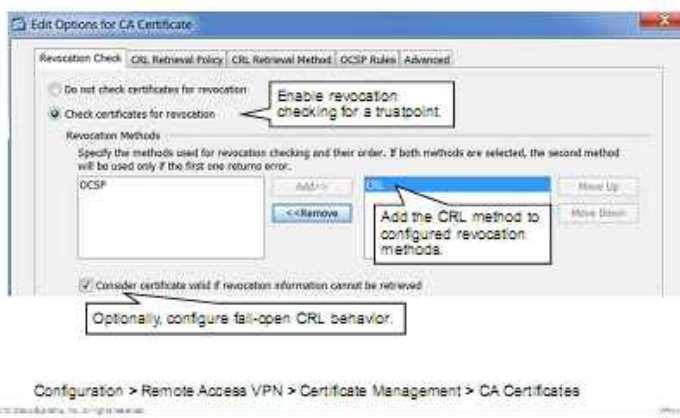 Edit Options for CA Certificate
Revocation Check CRL Retrieval Policy CRL Retrieval Method OCSP Rules Advanced
Do not check certificates for revocation
Check certificates for revocation
Enable revocation
checking for a trustpoint.
Revocation Methods
Specify the methods used for revocation checking and their order. If both methods are selected, the second method
will be used only if the first one returns error.
OCSP
Add>>
CRL
Move Up
<<Remove
Move Down
Add the CRL method to
configured revocation
methods.
Consider certificate valid if revocation information cannot be retrieved
Optionally, configure fail-open CRL behavior.
Configuration > Remote Access VPN > Certificate Management > CA Certificates